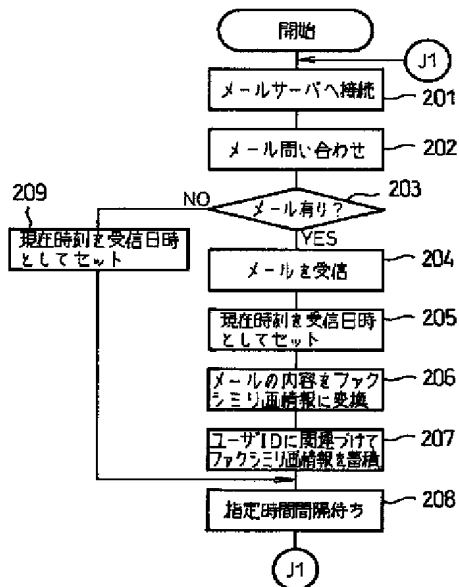 開始
J1
メールサーバへ接続
201
メール問い合わせ
202
209
NO
メール有り？
203
現在時刻を受信日時
としてセット
YES
メールを受信
204
現在時刻を受信日時
としてセット
205
メールの内容をファク
シミリ画情報に変換
206
ユーザIDに関連づけて
ファクシミリ画情報を蓄積
207
指定時間間隔待ち
208
J1